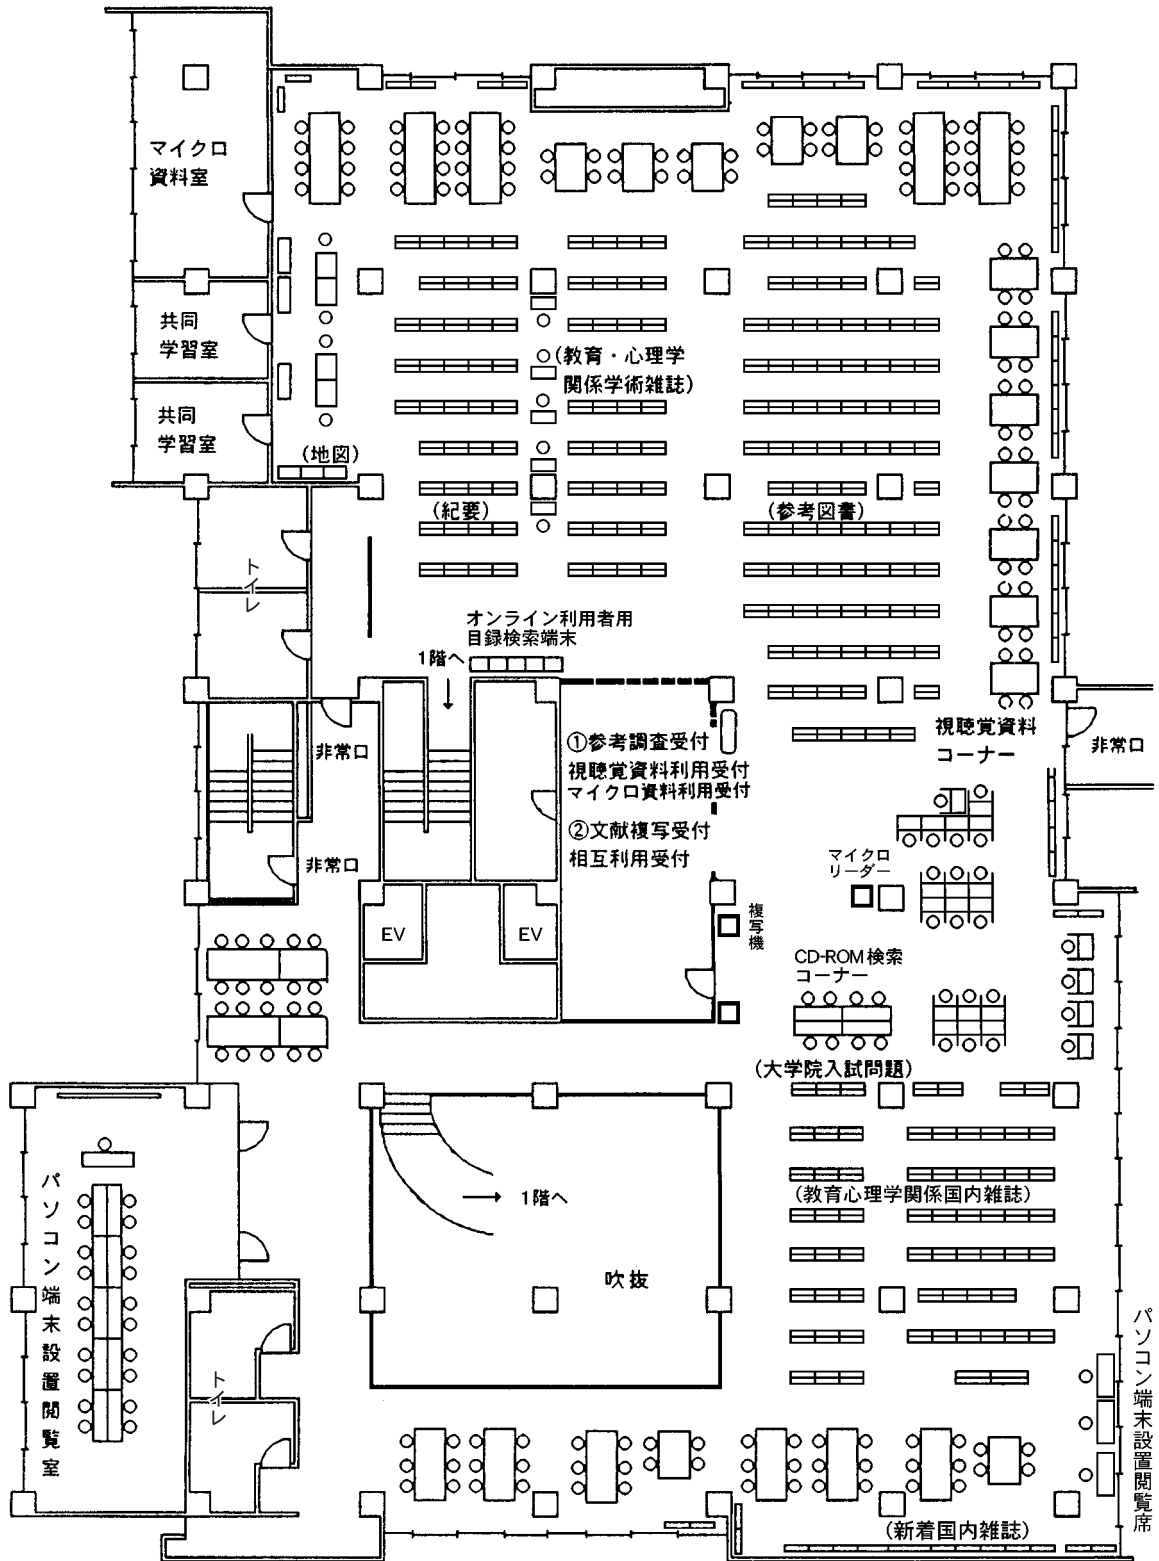 マイクロ
資料室
共同
学習室
共同
学習室
(地図)
(教育・心理学
関係学術雑誌)
(紀要)
(参考図書)
トイレ
オンライン利用者用
目録検索端末
1階へ
非常口
①参考調査受付
視聴覚資料利用受付
マイクロ資料利用受付
②文献複写受付
相互利用受付
視聴覚資料
コーナー
非常口
非常口
マイクロ
リーダー
EV
EV
複写機
CD-ROM検索
コーナー
(大学院入試問題)
パソコン端末設置閲覧室
1階へ
(教育心理学関係国内雑誌)
吹抜
トイレ
パソコン端末設置閲覧席
(新着国内雑誌)